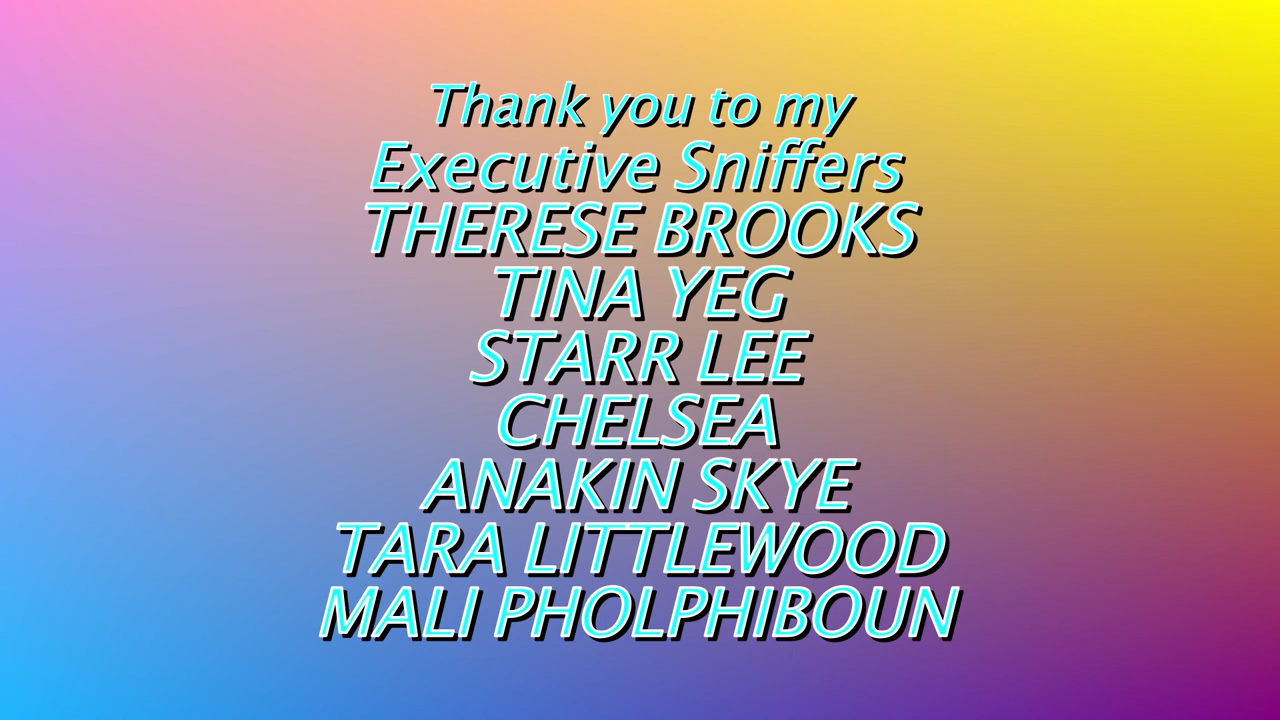 Thank you to my
Executive Sniffers
THERESE BROOKS
TINA YEG
STARR LEE
CHELSEA
ANAKIN SKYE
TARA LITTLEWOOD
MALI PHOLPHIBOUN